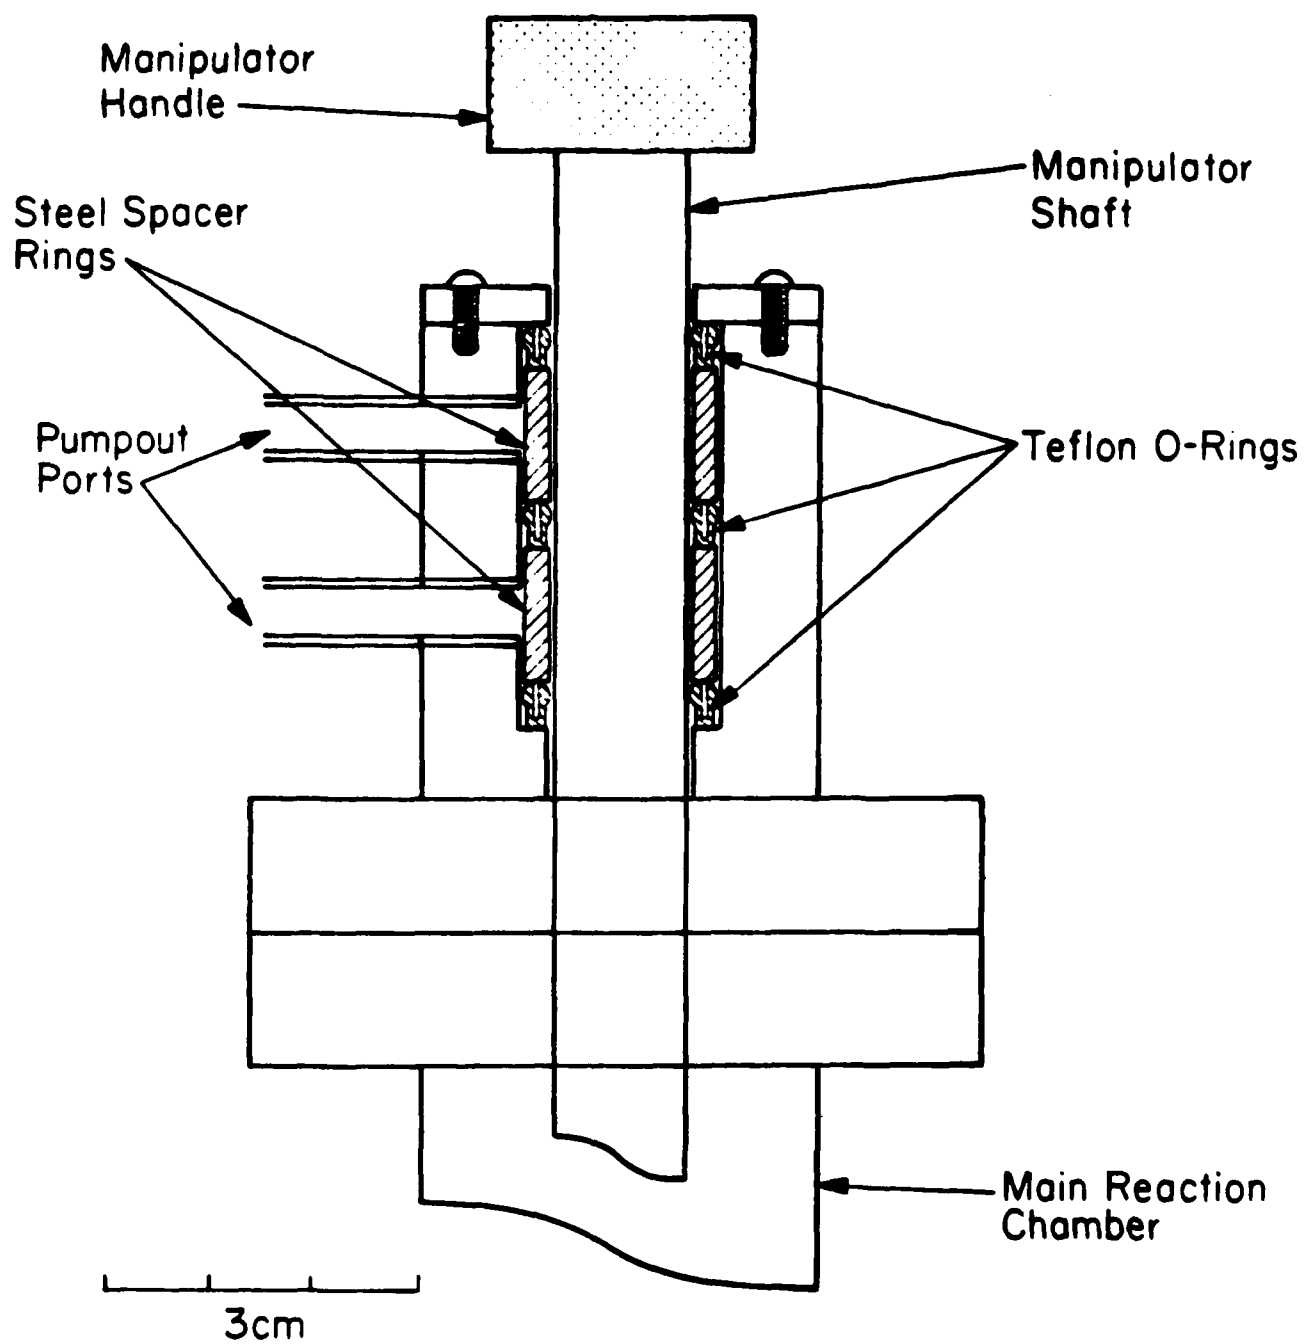 Manipulator
Handle
Manipulator
Shaft
Steel Spacer
Rings
Pumpout
Ports
Teflon O-Rings
Main Reaction
Chamber
3cm